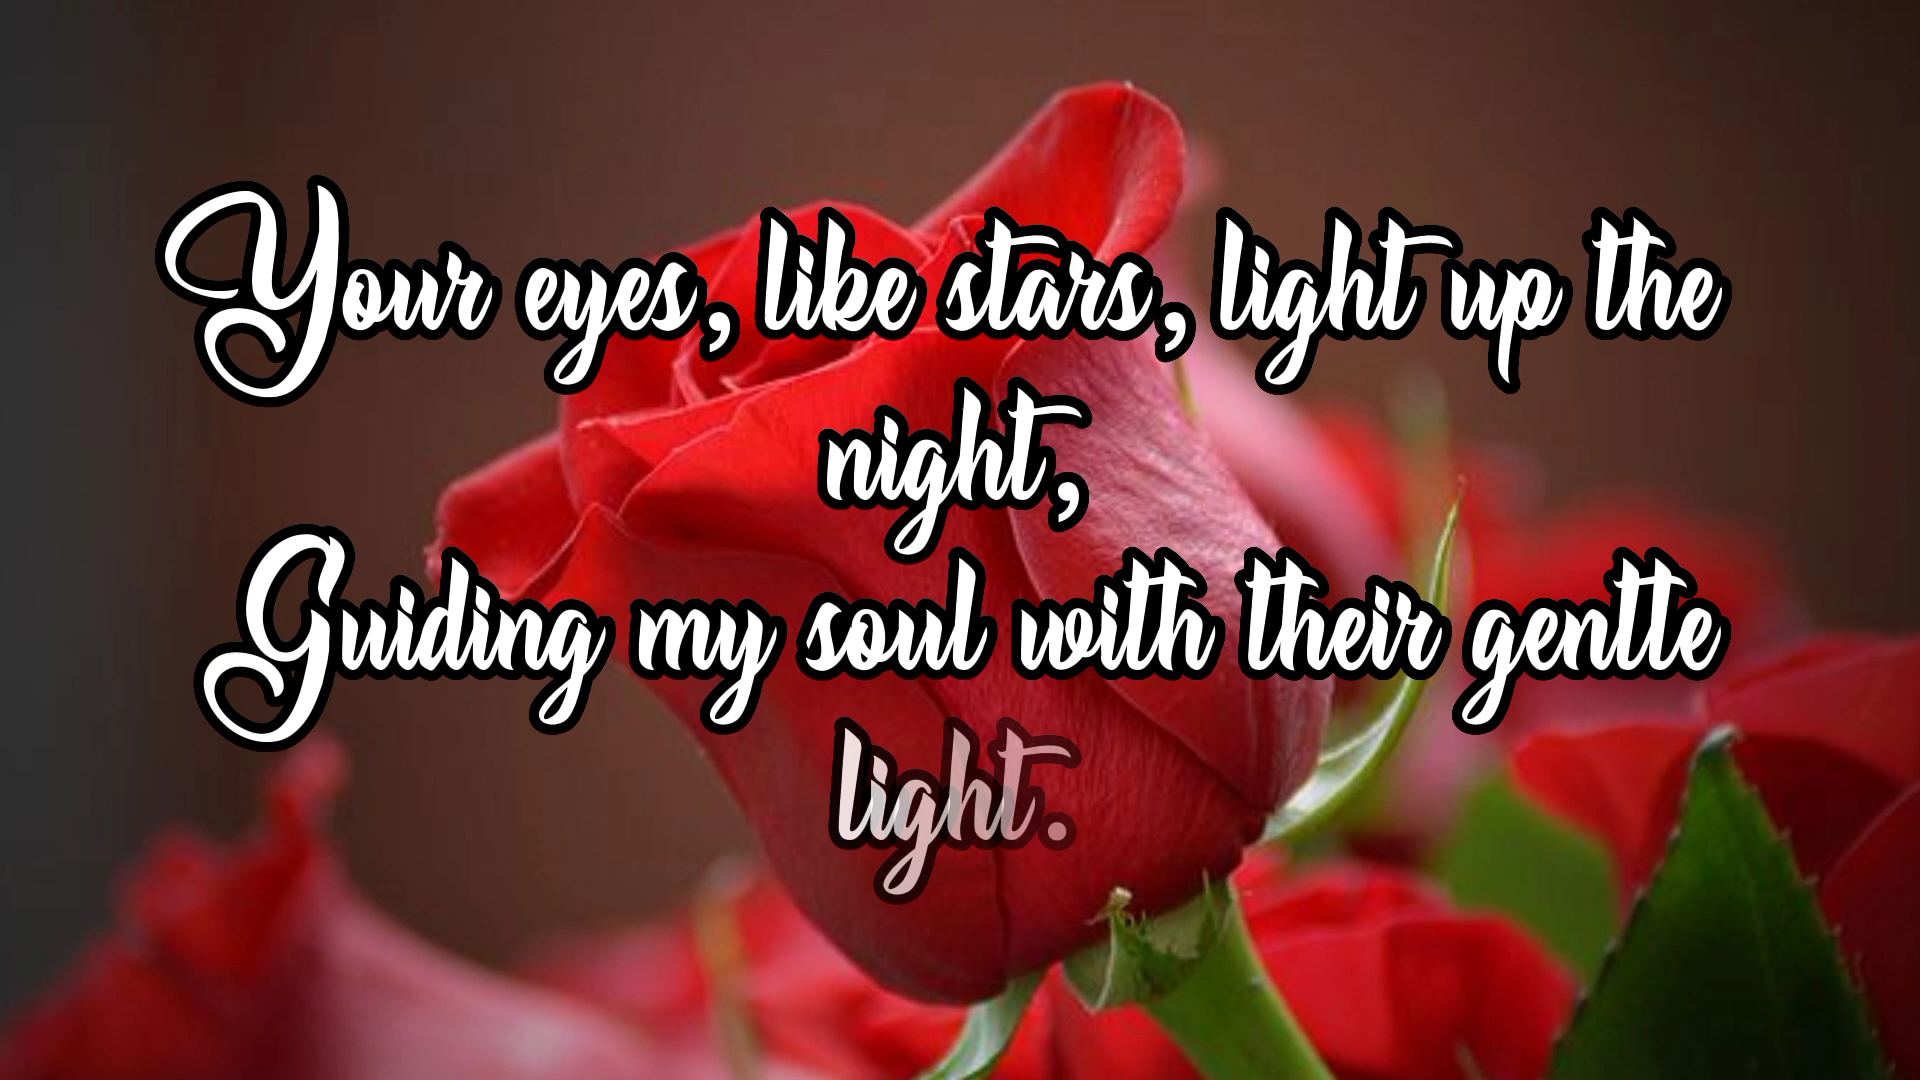 Your eyes, like stars, light up the
night,
Guiding my soul with their gentle
light.